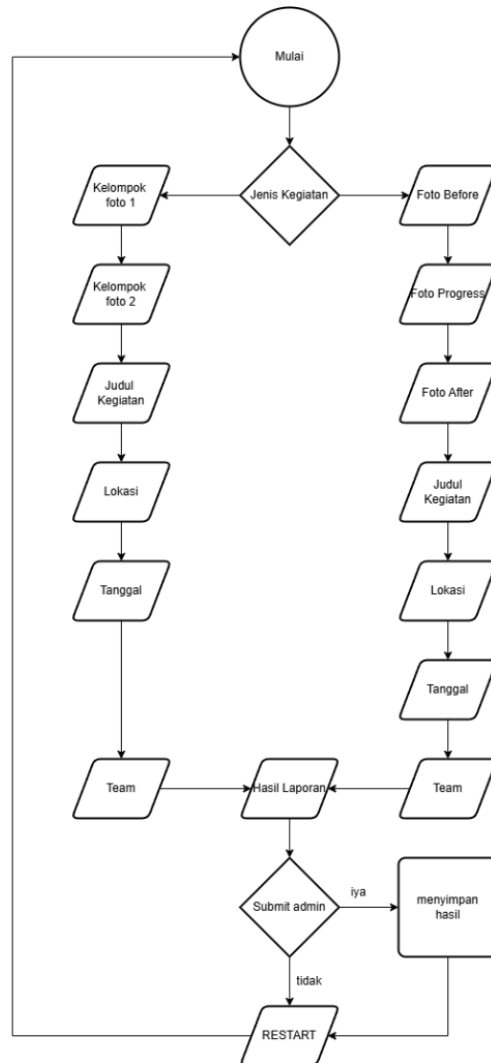 Mulai
Jenis Kegiatan
Kelompok
foto 1
Foto Before
Kelompok
foto 2
Foto Progress
Judul
Kegiatan
Foto After
Lokasi
Judul
Kegiatan
Tanggal
Lokasi
Tanggal
Team
Hasil Laporan
Team
Submit admin
iya
menyimpan
hasil
tidak
RESTART